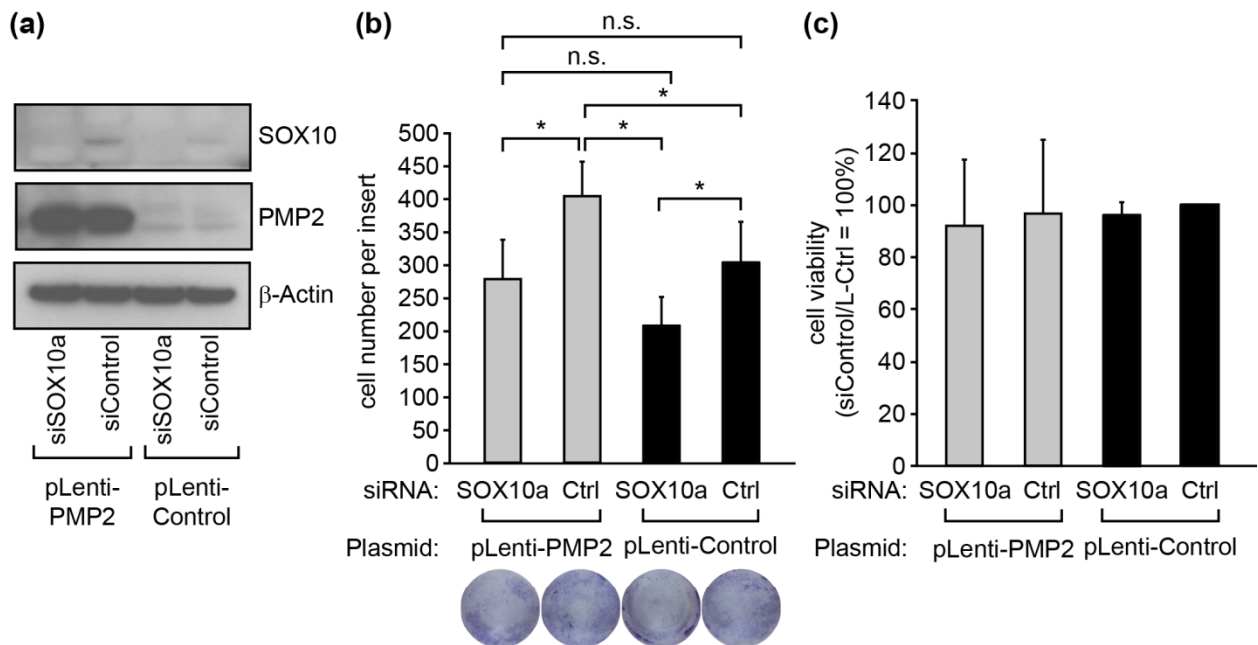 (a)
SOX10
PMP2
β-Actin
siSOX10a
siControl
siSOX10a
siControl
pLenti-
PMP2
pLenti-
Control
(b)
n.s.
n.s.
*
* *
*
cell number per insert
500
450
400
350
300
250
200
150
100
50
0
siRNA: SOX10a Ctrl SOX10a Ctrl
Plasmid: pLenti-PMP2 pLenti-Control
(c)
cell viability
(siControl/L-Ctrl = 100%)
140
120
100
80
60
40
20
0
siRNA: SOX10a Ctrl SOX10a Ctrl
Plasmid: pLenti-PMP2 pLenti-Control